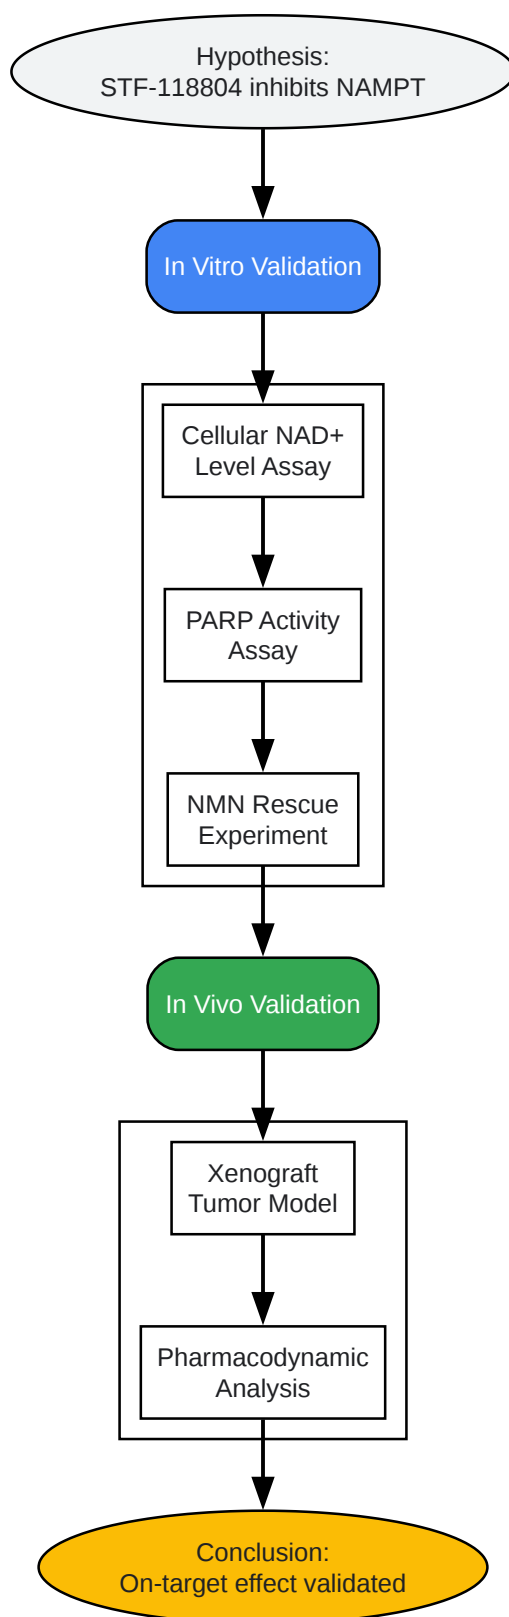 Hypothesis:
STF-118804 inhibits NAMPT
In Vitro Validation
Cellular NAD+
Level Assay
PARP Activity
Assay
NMN Rescue
Experiment
In Vivo Validation
Xenograft
Tumor Model
Pharmacodynamic
Analysis
Conclusion:
On-target effect validated